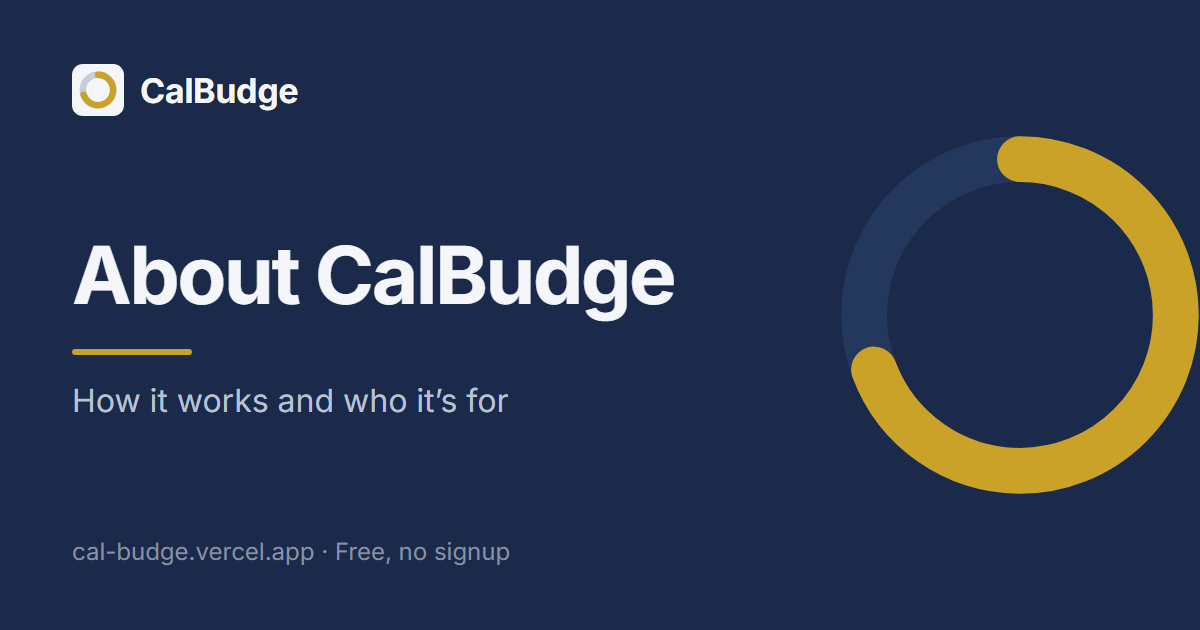 CalBudge
About CalBudge
How it works and who it’s for
cal-budge.vercel.app · Free, no signup